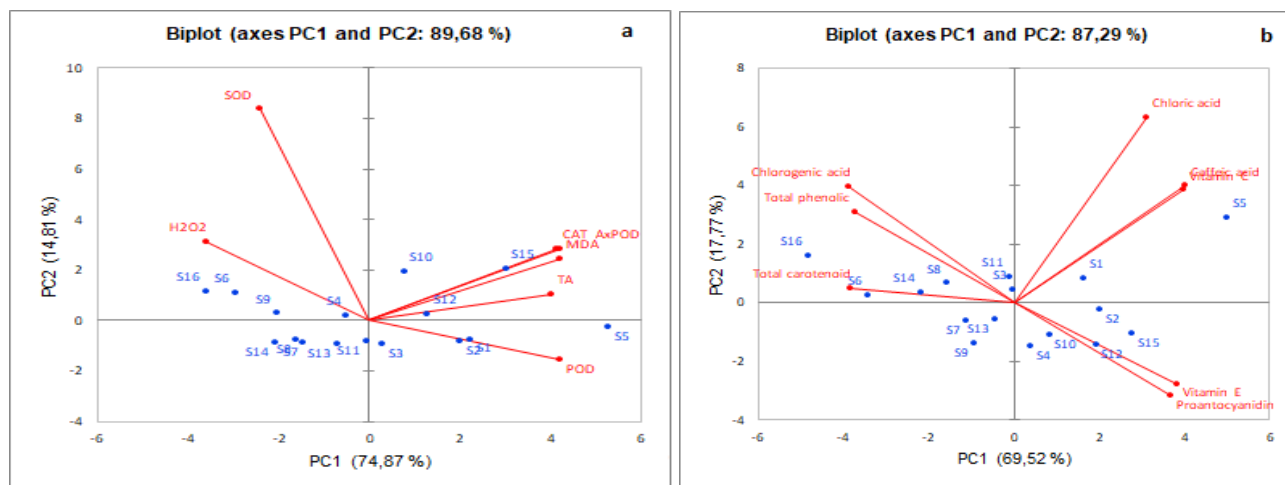 Biplot (axes PC1 and PC2: 89,68 %)
a
10
8
6
4
2
0
-2
-4
-6
-4
-2
0
2
4
6
PC2 (14,81 %)
PC1 (74,87 %)
SOD
H2O2
CAT AxPOD
MDA
TA
POD
S16
S6
S9
S4
S10
S15
S12
S5
S14
S8
S7
S13
S11
S3
S2
S1
Biplot (axes PC1 and PC2: 87,29 %)
b
8
6
4
2
0
-2
-4
-6
-4
-2
0
2
4
6
PC2 (17,77 %)
PC1 (69,52 %)
Chloric acid
Gaffeic acid
Vitamin C
Chlorogenic acid
Total phenolic
Total carotenoid
Vitamin E
Proantocyanidin
S5
S16
S6
S14
S8
S11
S3
S1
S2
S7
S13
S9
S4
S10
S12
S15